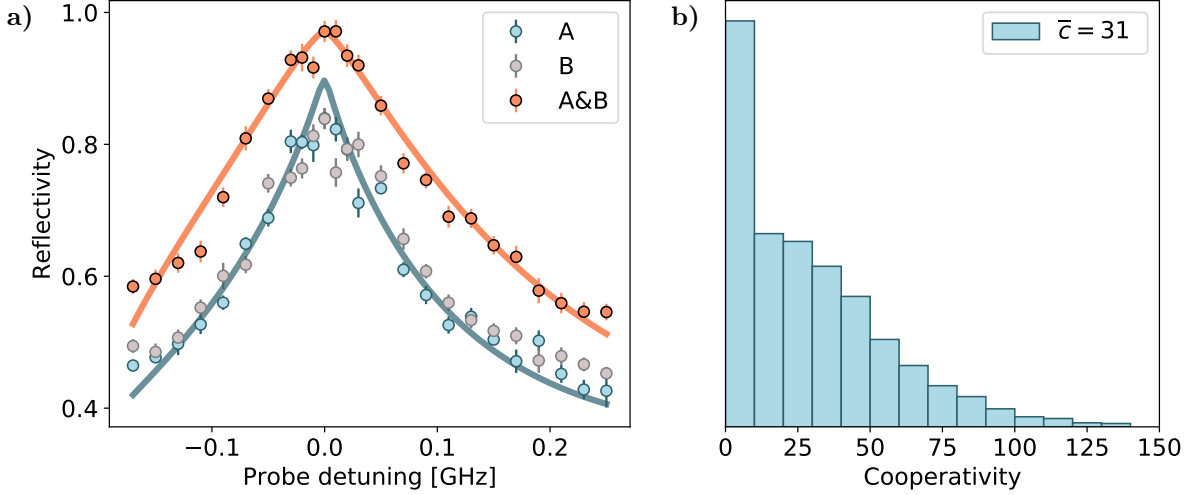 a)
1.0
0.8
0.6
0.4
Reflectivity
−0.1
0.0
0.1
0.2
Probe detuning [GHz]
A
B
A&B
b)
c̄ = 31
0
25
50
75
100
125
150
Cooperativity